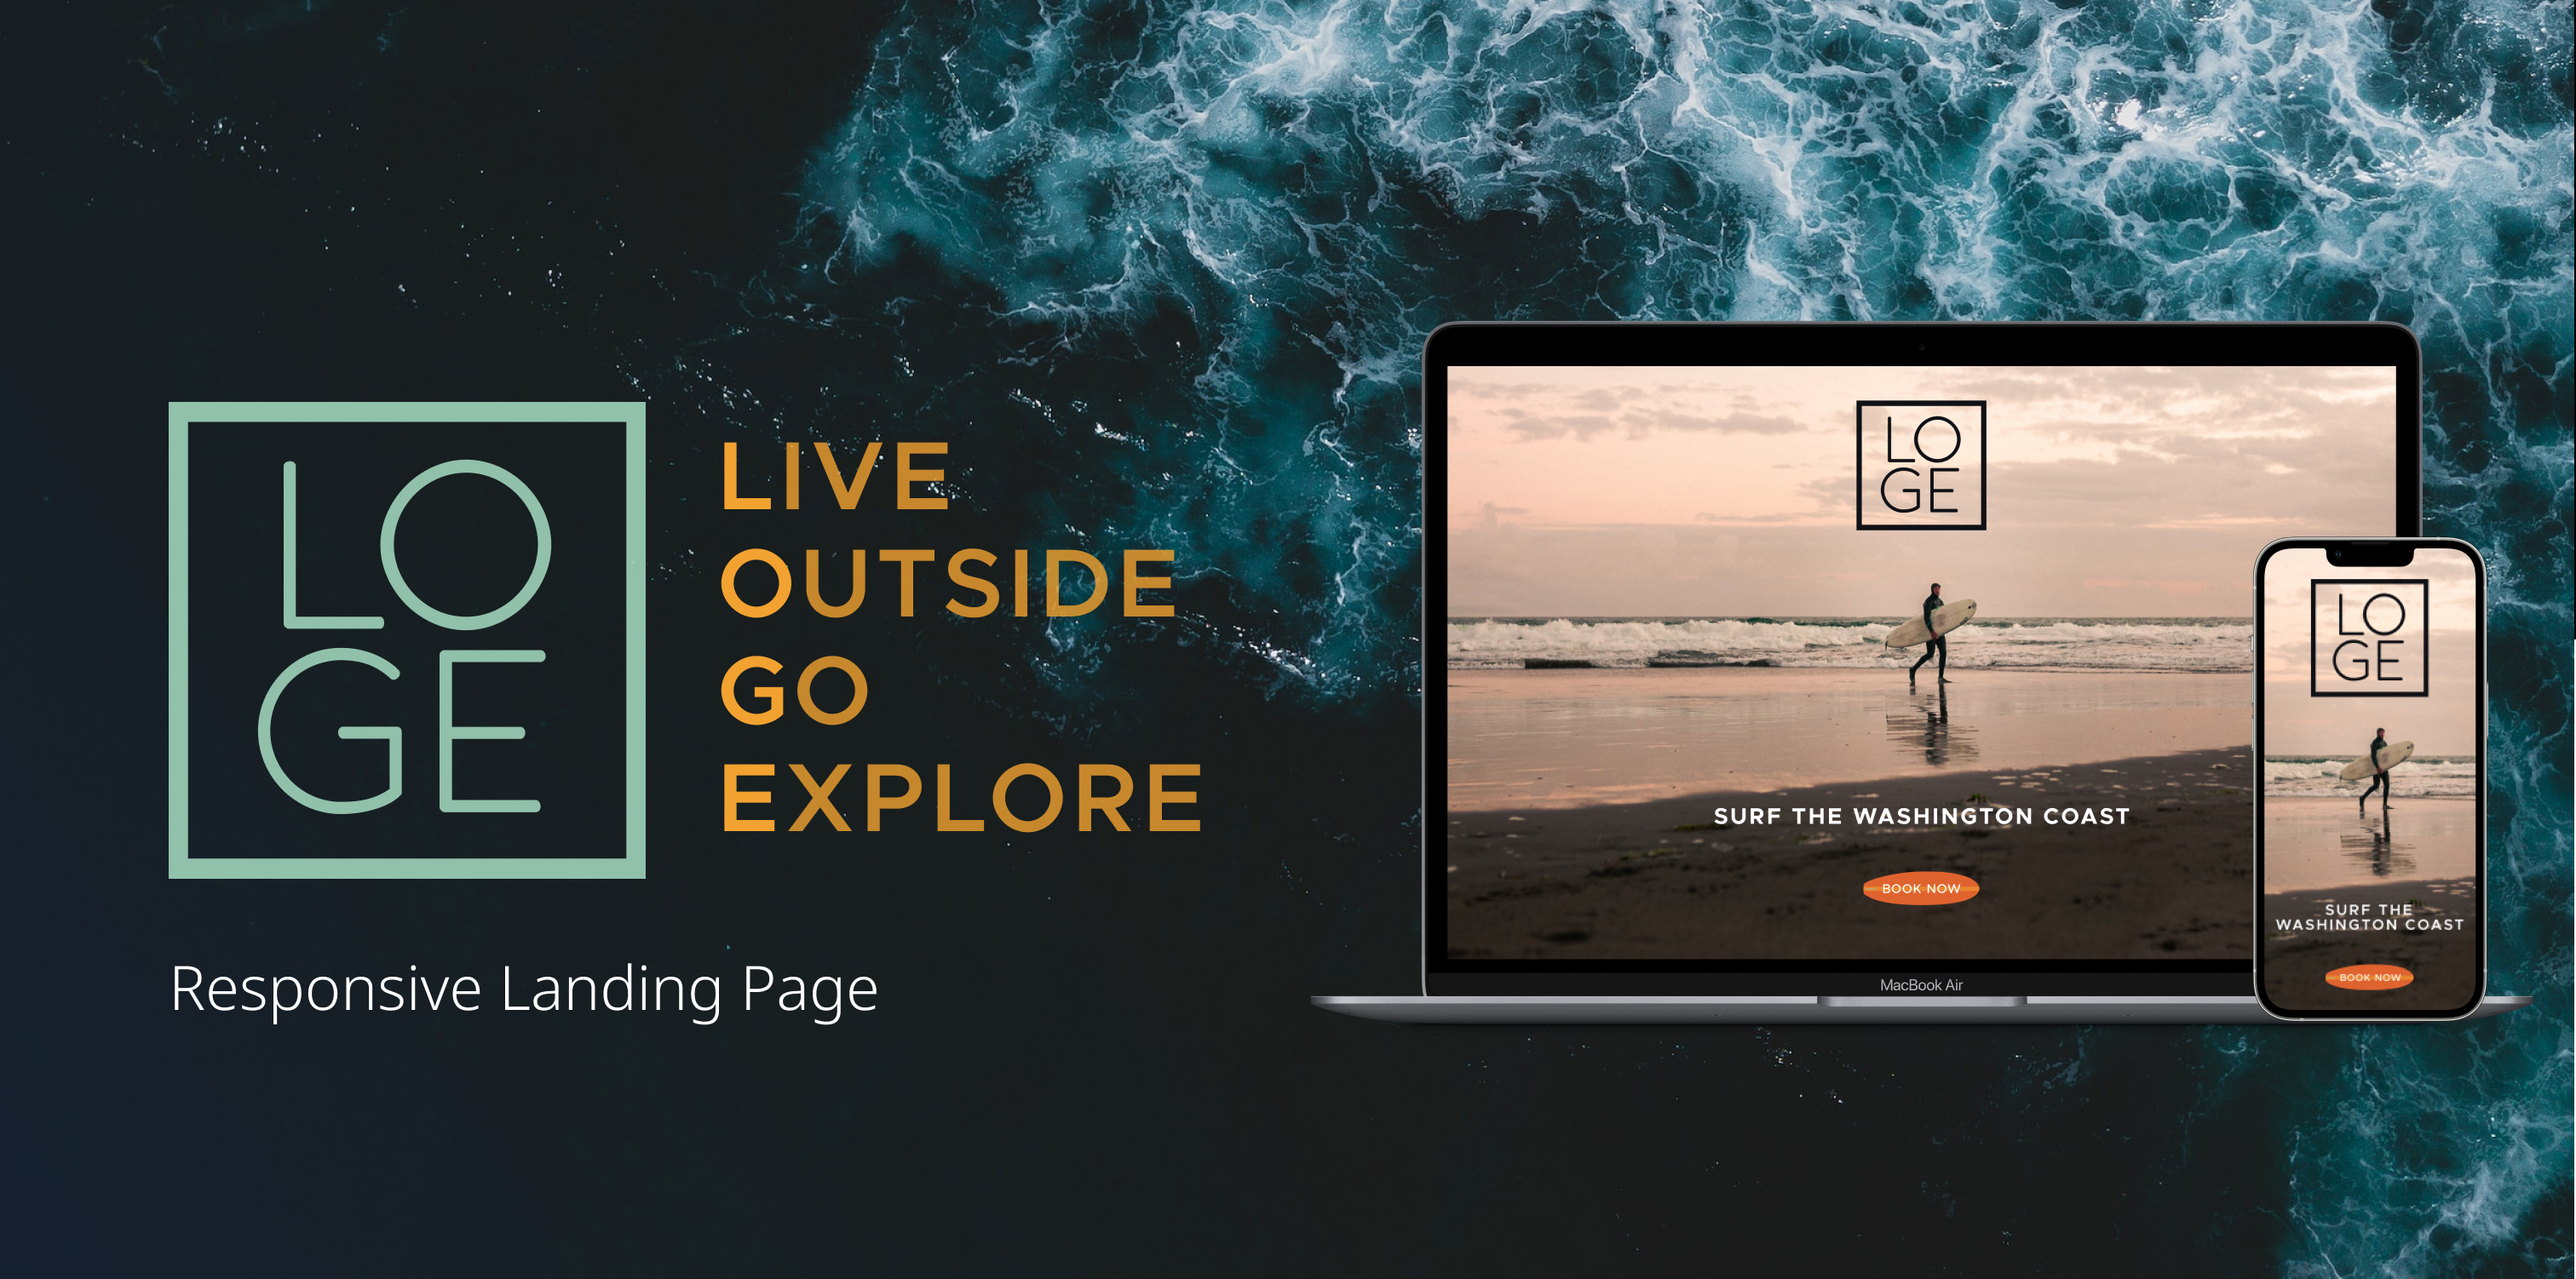 LO
GE
LIVE
OUTSIDE
GO
EXPLORE
Responsive Landing Page
LO
GE
SURF THE WASHINGTON COAST
BOOK NOW
MacBook Air
LO
GE
SURF THE
WASHINGTON COAST
BOOK NOW